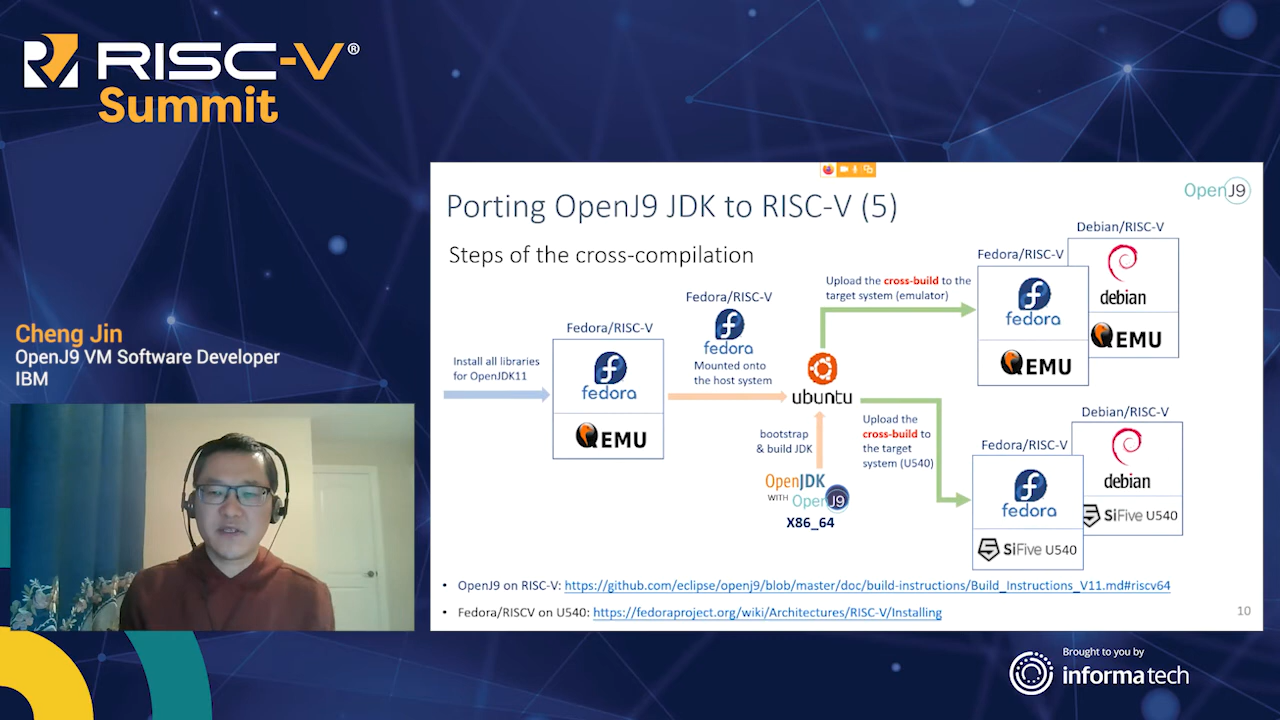 RISC-V®
Summit
Cheng Jin
OpenJ9 VM Software Developer
IBM
Porting OpenJ9 JDK to RISC-V (5)
OpenJ9
Steps of the cross-compilation
Install all libraries
for OpenJDK11
Fedora/RISC-V
fedora
QEMU
Fedora/RISC-V
fedora
Mounted onto
the host system
ubuntu
bootstrap
& build JDK
OpenJDK
WITH OpenJ9
X86_64
Upload the cross-build to the
target system (emulator)
Fedora/RISC-V
fedora
QEMU
Debian/RISC-V
debian
QEMU
Upload the
cross-build to
the target
system (U540)
Fedora/RISC-V
fedora
SiFive U540
Debian/RISC-V
debian
SiFive U540
• OpenJ9 on RISC-V: https://github.com/eclipse/openj9/blob/master/doc/build-instructions/Build_Instructions_V11.md#riscv64
• Fedora/RISCV on U540: https://fedoraproject.org/wiki/Architectures/RISC-V/Installing
10
Brought to you by
informa tech